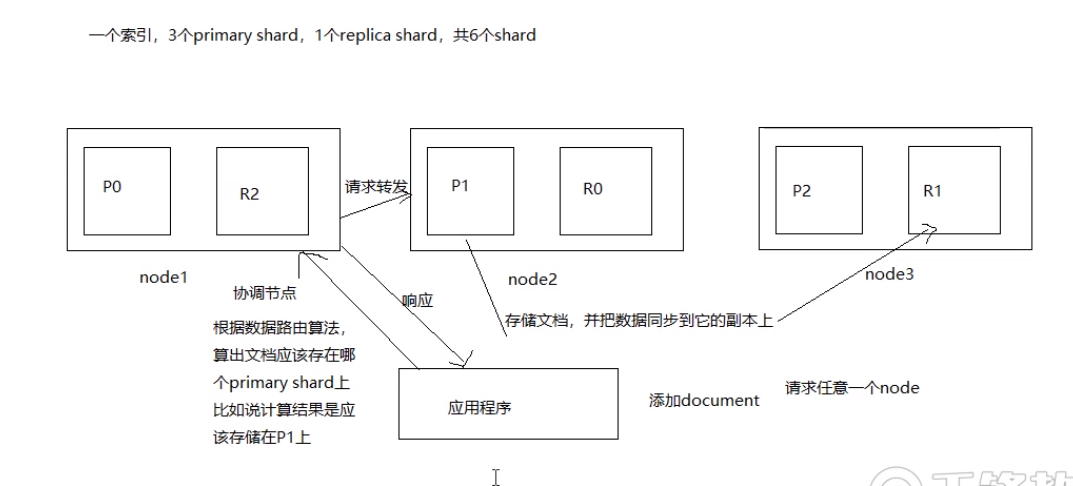 一个索引，3个primary shard，1个replica shard，共6个shard
P0
R2
请求转发
P1
R0
P2
R1
node1
node2
node3
协调节点
响应
存储文档，并把数据同步到它的副本上
根据数据路由算法，
算出文档应该存在哪
个primary shard上
比如说计算结果是应
该存储在P1上
应用程序
添加document
请求任意一个node